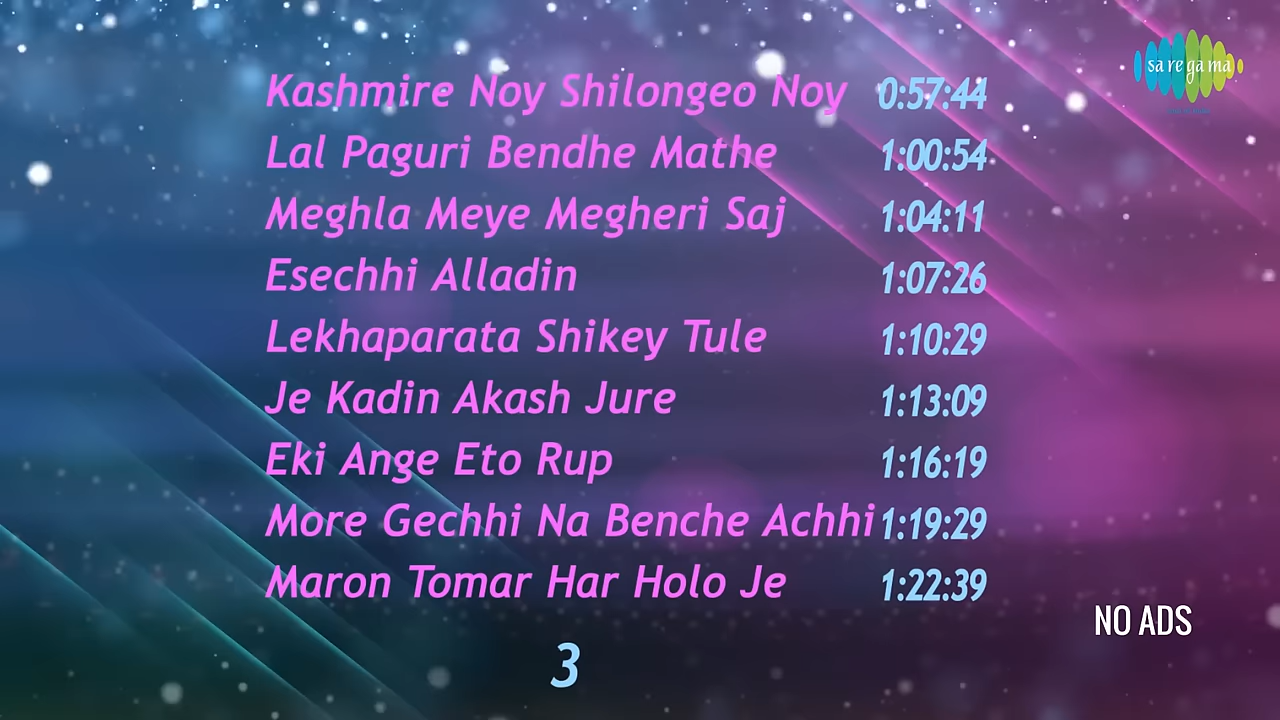 sa re ga ma
Kashmire Noy Shilongeo Noy 0:57:44
Lal Paguri Bendhe Mathe 1:00:54
Meghla Meye Megheri Saj 1:04:11
Esechhi Alladin 1:07:26
Lekhaparata Shikey Tule 1:10:29
Je Kadin Akash Jure 1:13:09
Eki Ange Eto Rup 1:16:19
More Gechhi Na Benche Achhi 1:19:29
Maron Tomar Har Holo Je 1:22:39
NO ADS
3